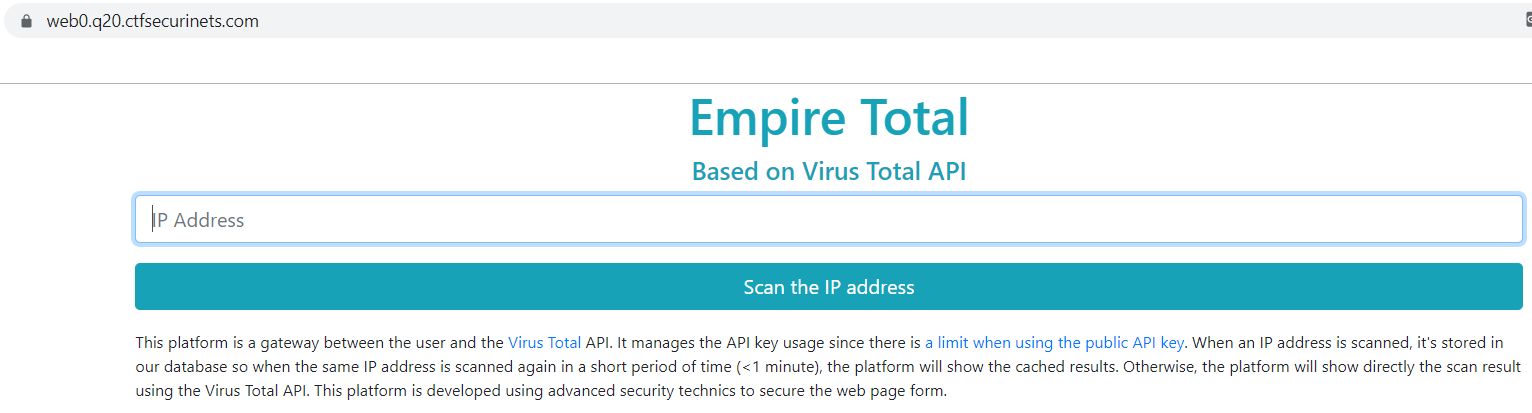 web0.q20.ctfsecurinets.com
Empire Total
Based on Virus Total API
IP Address
Scan the IP address
This platform is a gateway between the user and the Virus Total API. It manages the API key usage since there is a limit when using the public API key. When an IP address is scanned, it's stored in
our database so when the same IP address is scanned again in a short period of time (<1 minute), the platform will show the cached results. Otherwise, the platform will show directly the scan result
using the Virus Total API. This platform is developed using advanced security technics to secure the web page form.